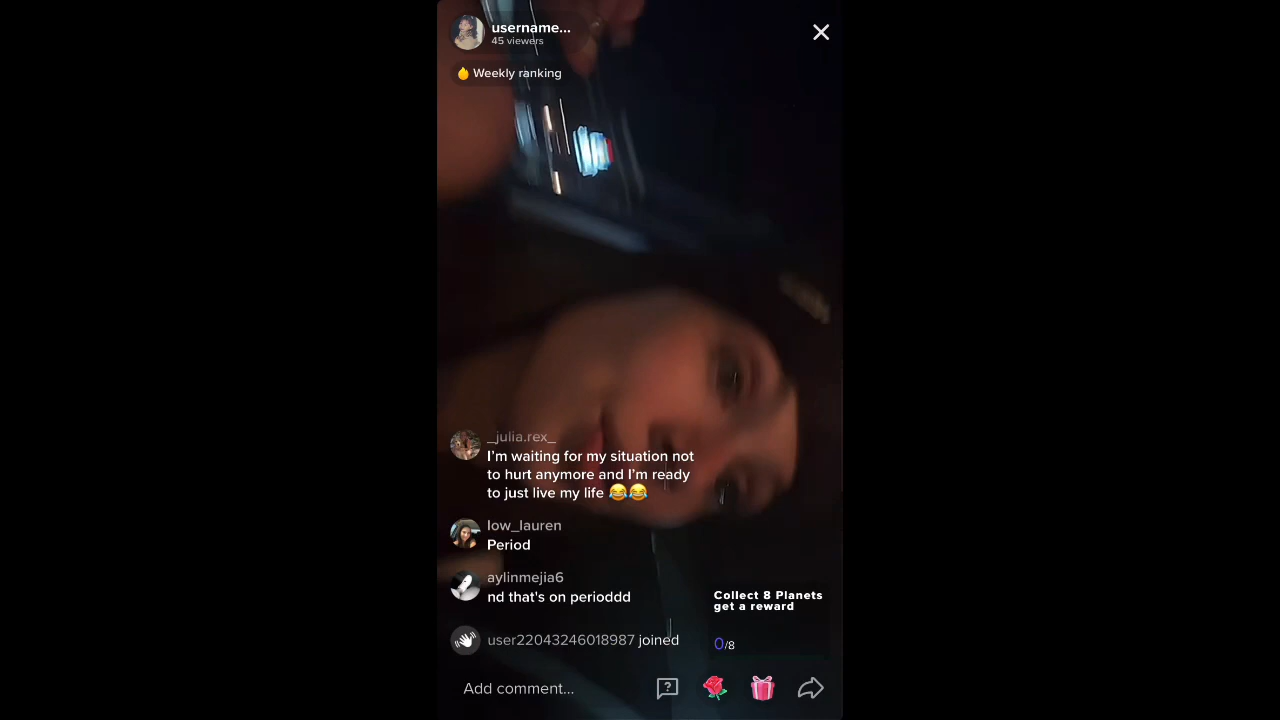 username...
45 viewers
🔥 Weekly ranking
_julia.rex_
I'm waiting for my situation not
to hurt anymore and I'm ready
to just live my life 😂😂
low_lauren
Period
aylinmejia6
nd that's on perioddd
Collect 8 Planets
get a reward
user22043246018987 joined
0/8
Add comment...